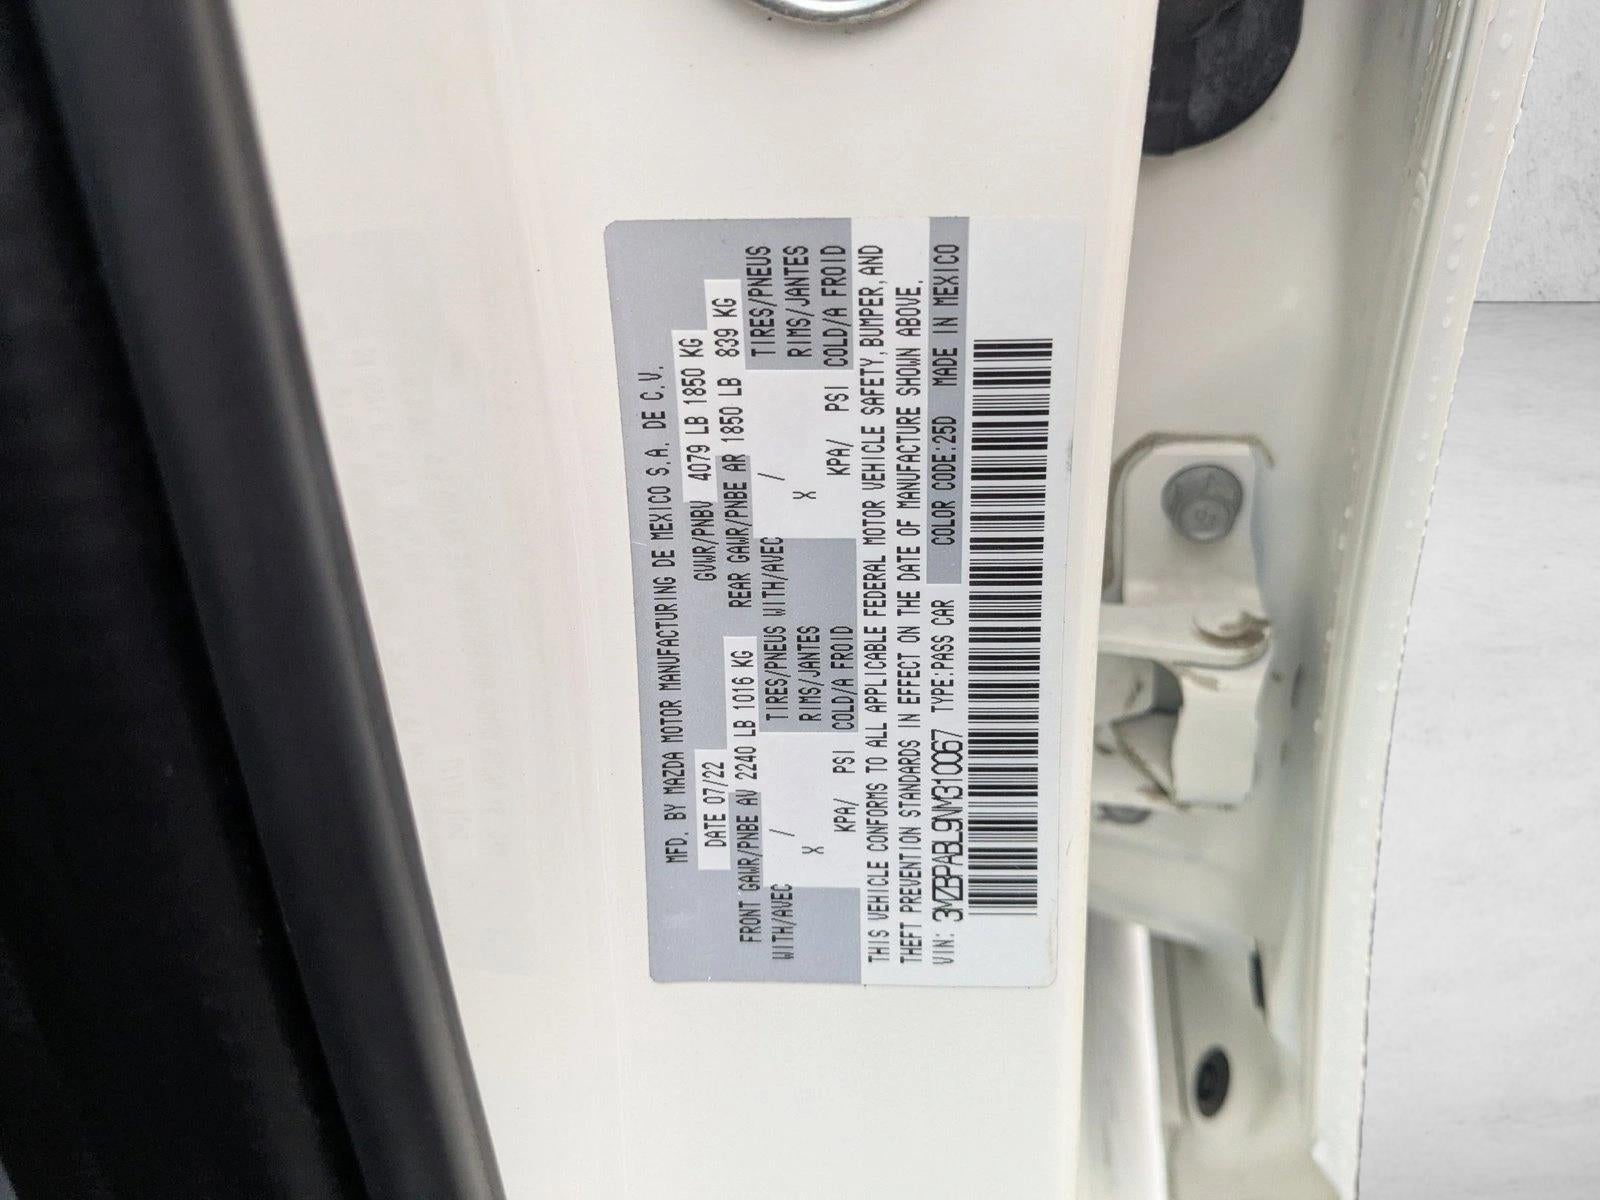 MFD. BY MAZDA MOTOR MANUFACTURING DE MEXICO S.A. DE C.V.
DATE 07/22 GVWR/PNBV 4079 LB 1850 KG
FRONT GAWR/PNBE AV 2240 LB 1016 KG REAR GAWR/PNBE AR 1850 LB 839 KG
WITH/AVEC / TIRES/PNEUS WITH/AVEC / TIRES/PNEUS
X RIMS/JANTES X RIMS/JANTES
KPA/ PSI COLD/A FROID KPA/ PSI COLD/A FROID
THIS VEHICLE CONFORMS TO ALL APPLICABLE FEDERAL MOTOR VEHICLE SAFETY, BUMPER, AND
THEFT PREVENTION STANDARDS IN EFFECT ON THE DATE OF MANUFACTURE SHOWN ABOVE.
VIN: 3MZBPABL9NM310067 TYPE:PASS CAR COLOR CODE:25D MADE IN MEXICO